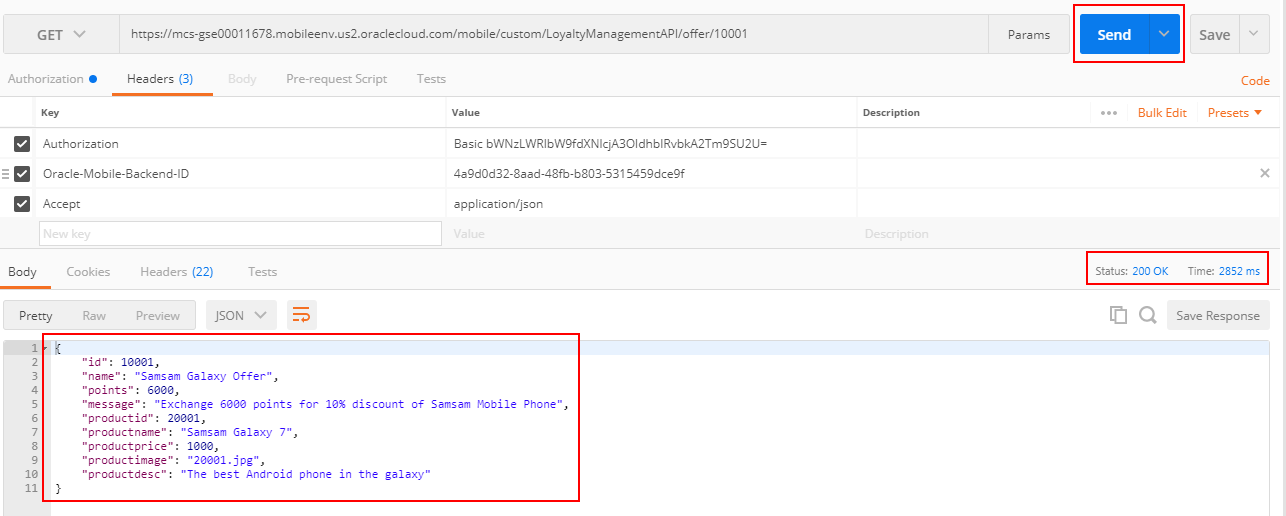 GET https://mcs-gse00011678.mobileenv.us2.oraclecloud.com/mobile/custom/LoyaltyManagementAPI/offer/10001 Params Send Save
Authorization Headers (3) Body Pre-request Script Tests Code
Key Value Description ••• Bulk Edit Presets
Authorization Basic bWNzLWRlbW9fdXNlcjA3OldhblRvbkA2Tm9SU2U=
Oracle-Mobile-Backend-ID 4a9d0d32-8aad-48fb-b803-5315459dce9f
Accept application/json
New key Value Description
Body Cookies Headers (22) Tests Status: 200 OK Time: 2852 ms
Pretty Raw Preview JSON Save Response
1 {
2 "id": 10001,
3 "name": "Samsam Galaxy Offer",
4 "points": 6000,
5 "message": "Exchange 6000 points for 10% discount of Samsam Mobile Phone",
6 "productid": 20001,
7 "productname": "Samsam Galaxy 7",
8 "productprice": 1000,
9 "productimage": "20001.jpg",
10 "productdesc": "The best Android phone in the galaxy"
11 }